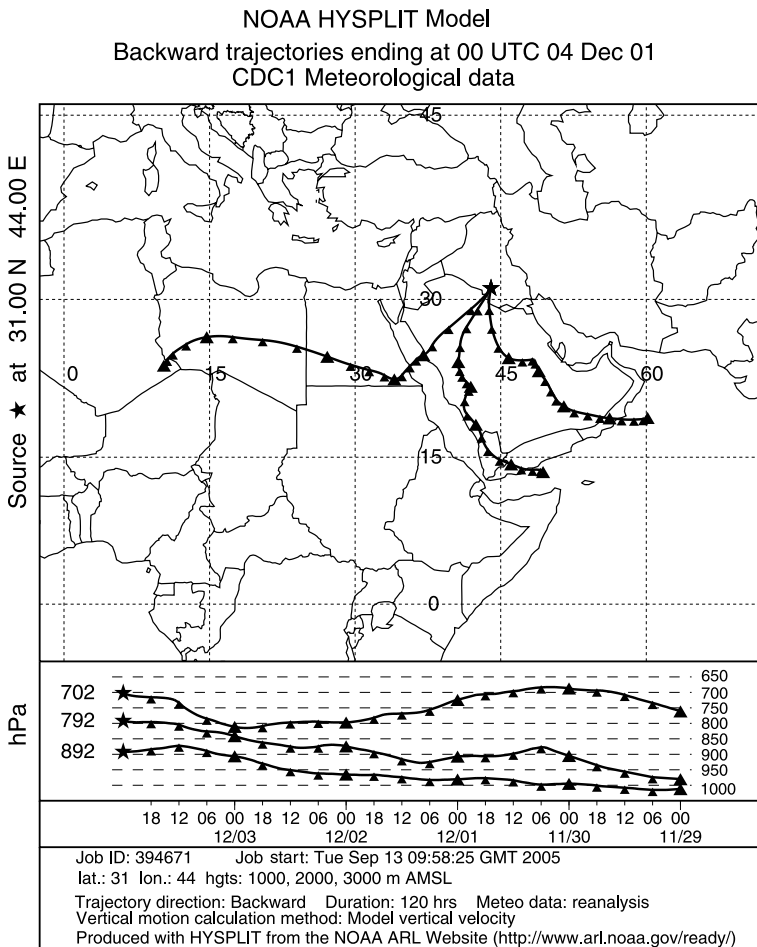 NOAA HYSPLIT Model
Backward trajectories ending at 00 UTC 04 Dec 01
CDC1 Meteorological data
Source ★ at 31.00 N 44.00 E
45
30
0 15 30 45 60
15
0
hPa
702
792
892
650
700
750
800
850
900
950
1000
18 12 06 00 18 12 06 00 18 12 06 00 18 12 06 00 18 12 06 00
12/03 12/02 12/01 11/30 11/29
Job ID: 394671 Job start: Tue Sep 13 09:58:25 GMT 2005
lat.: 31 lon.: 44 hgts: 1000, 2000, 3000 m AMSL
Trajectory direction: Backward Duration: 120 hrs Meteo data: reanalysis
Vertical motion calculation method: Model vertical velocity
Produced with HYSPLIT from the NOAA ARL Website (http://www.arl.noaa.gov/ready/)